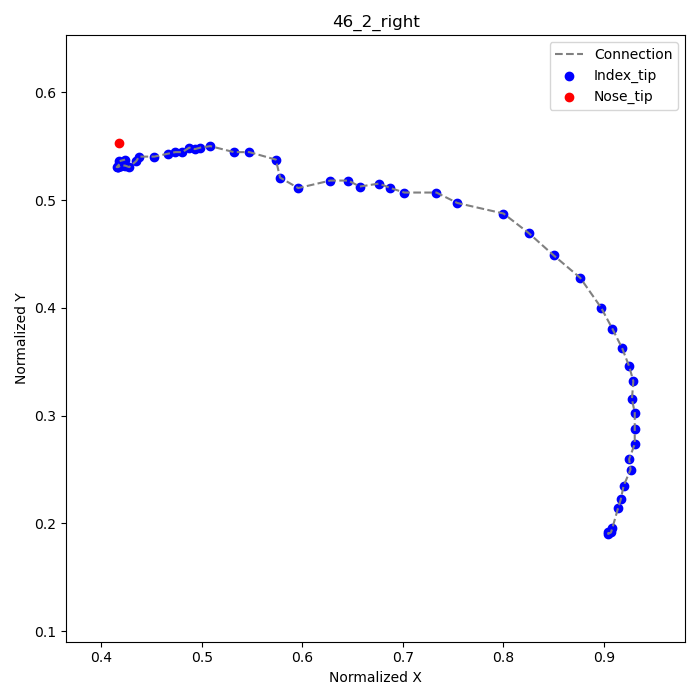 46_2_right
Connection
Index_tip
Nose_tip
0.6
0.5
0.4
0.3
0.2
0.1
Normalized Y
0.4 0.5 0.6 0.7 0.8 0.9
Normalized X